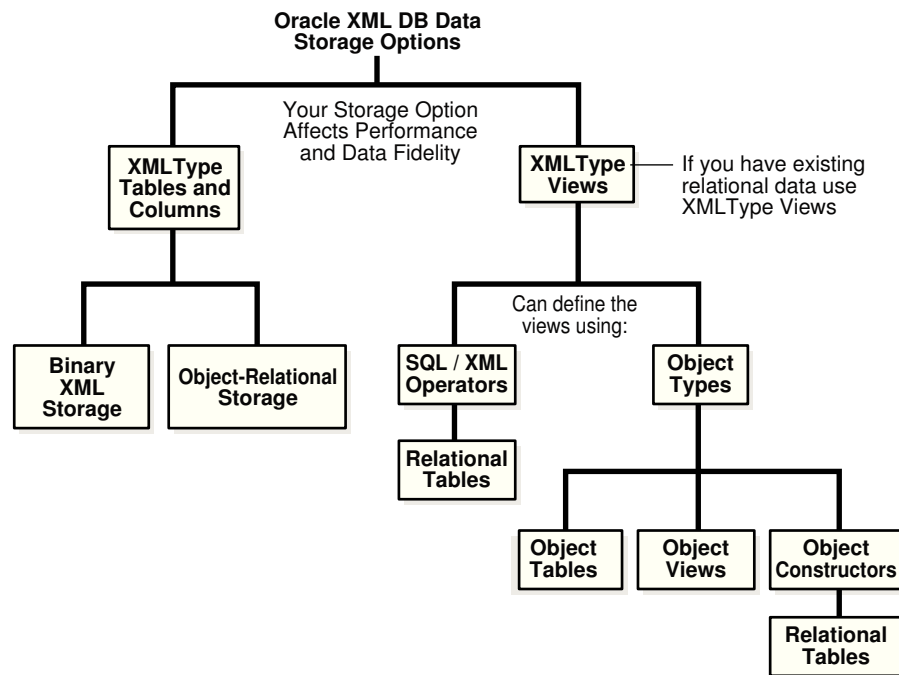 Oracle XML DB Data
Storage Options
Your Storage Option
Affects Performance
and Data Fidelity
XMLType
Tables and
Columns
XMLType
Views
If you have existing
relational data use
XMLType Views
Can define the
views using:
Binary
XML
Storage
Object-Relational
Storage
SQL / XML
Operators
Object
Types
Relational
Tables
Object
Tables
Object
Views
Object
Constructors
Relational
Tables